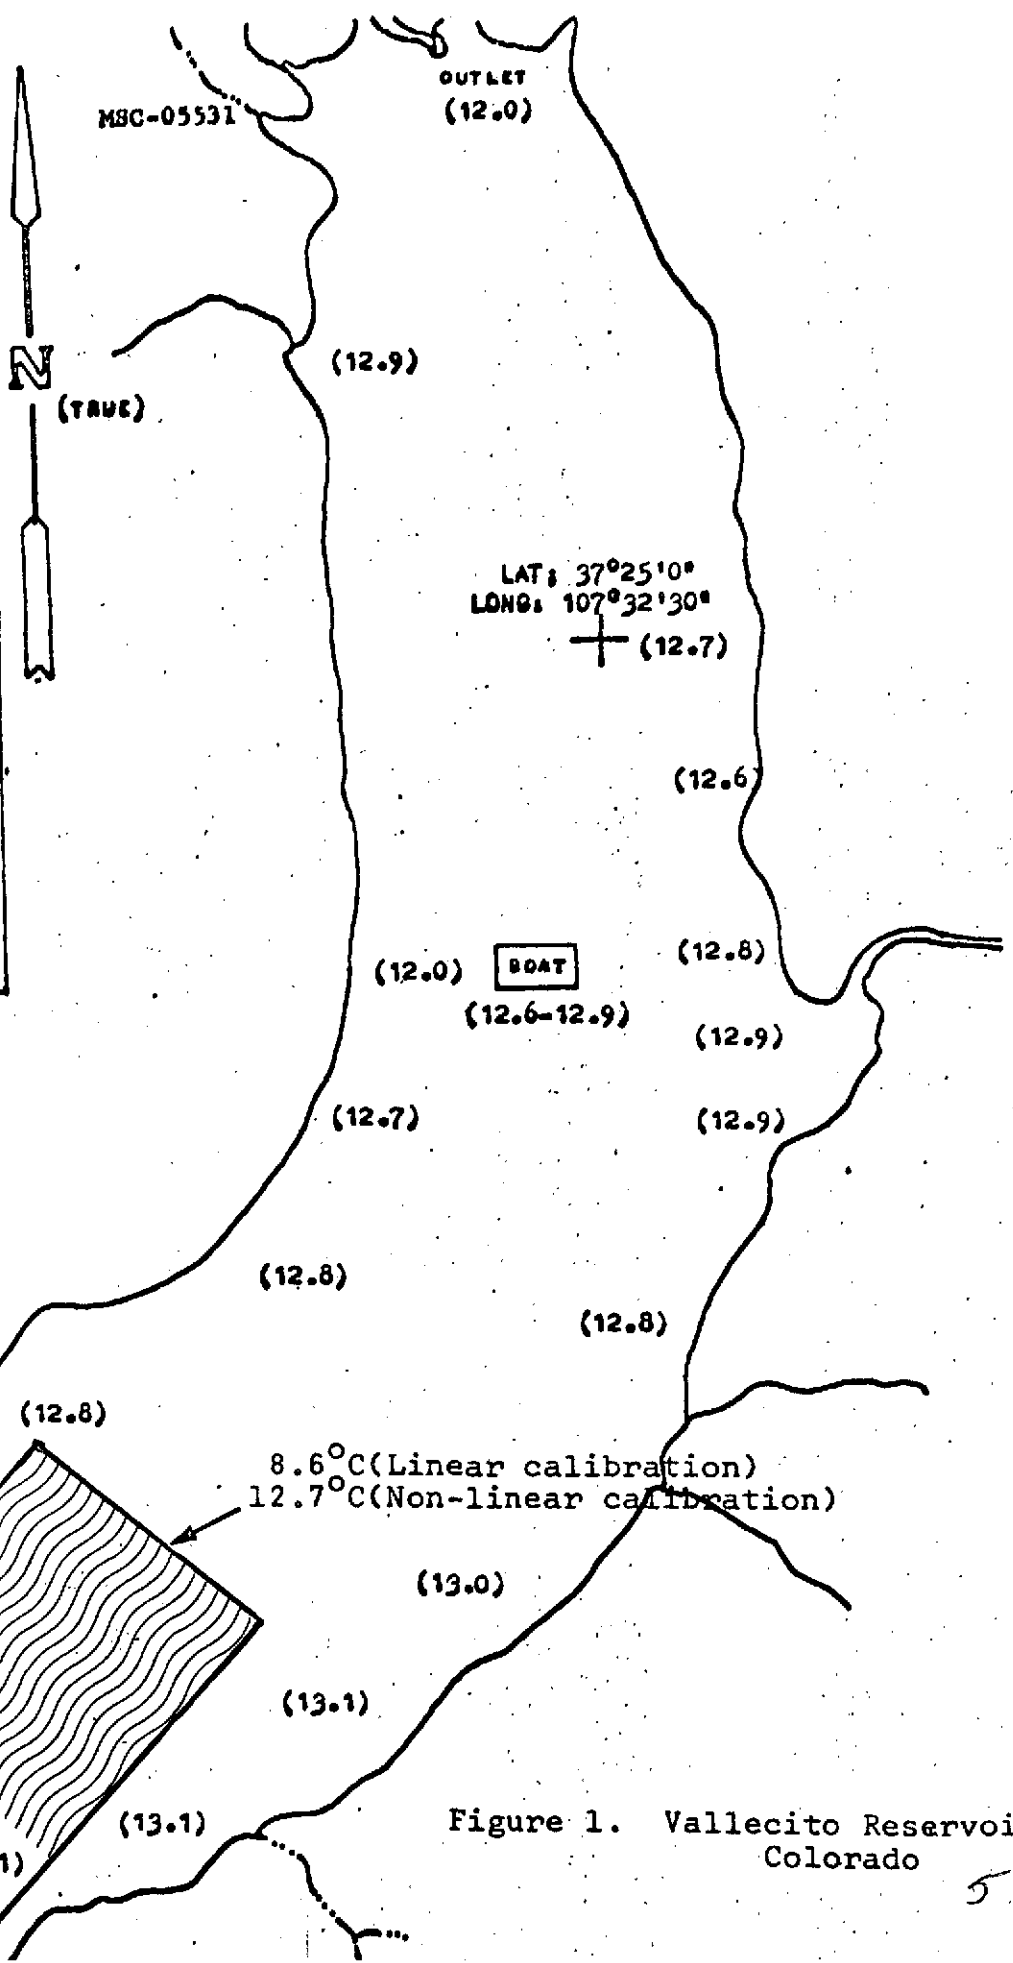 OUTLET
(12.0)
MSC-05531
N
(TRUE)
(12.9)
LAT: 37°25'0"
LONG: 107°32'30"
(12.7)
(12.6)
(12.8)
(12.0)
BOAT
(12.6-12.9)
(12.9)
(12.7)
(12.9)
(12.8)
(12.8)
(12.8)
8.6°C(Linear calibration)
12.7°C(Non-linear calibration)
(13.0)
(13.1)
(13.1)
1)
Figure 1. Vallecito Reservoi
Colorado
5